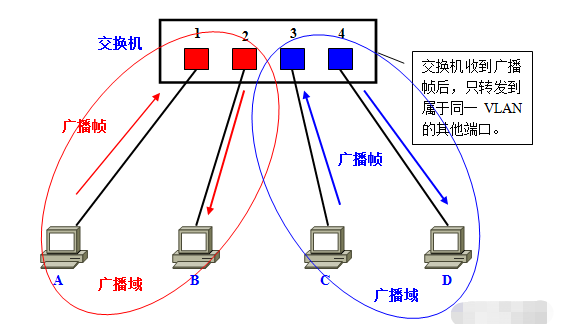 交换机
1 2 3 4
交换机收到广播
帧后，只转发到
属于同一 VLAN
的其他端口。
广播帧
广播帧
A B C D
广播域
广播域